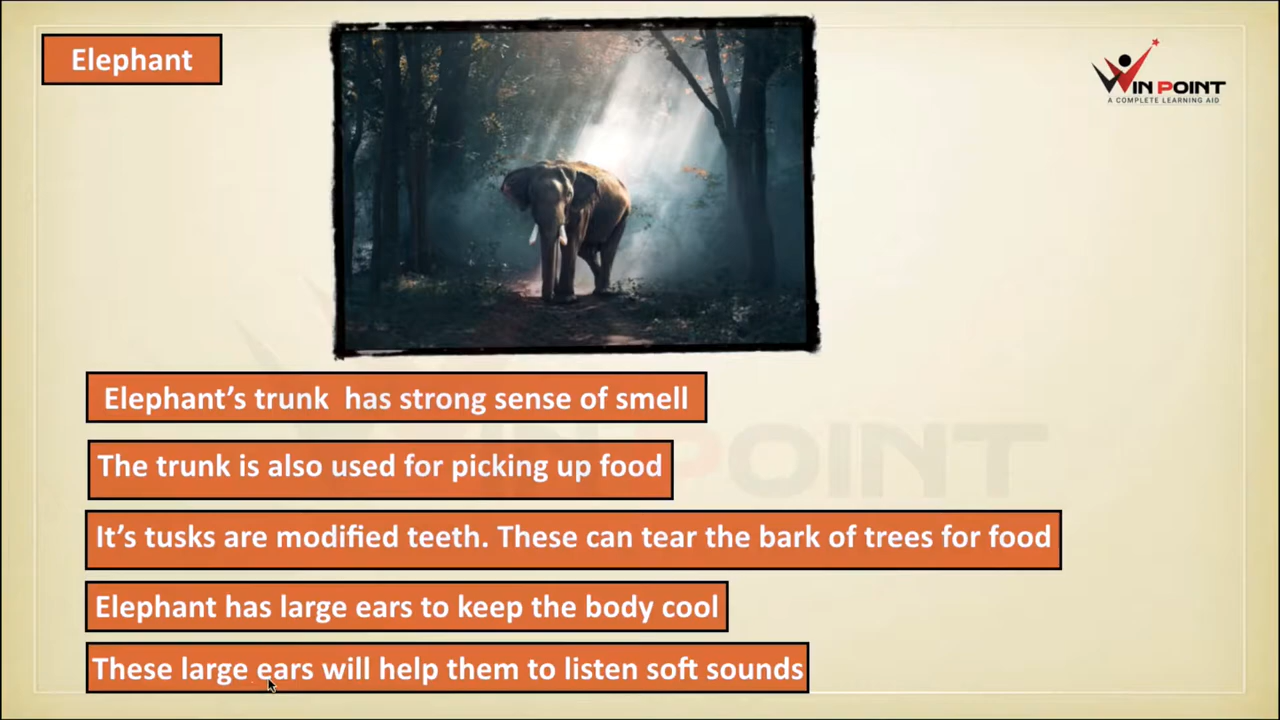 Elephant
WIN POINT
A COMPLETE LEARNING AID
Elephant's trunk has strong sense of smell
The trunk is also used for picking up food
It's tusks are modified teeth. These can tear the bark of trees for food
Elephant has large ears to keep the body cool
These large ears will help them to listen soft sounds
WIN POINT